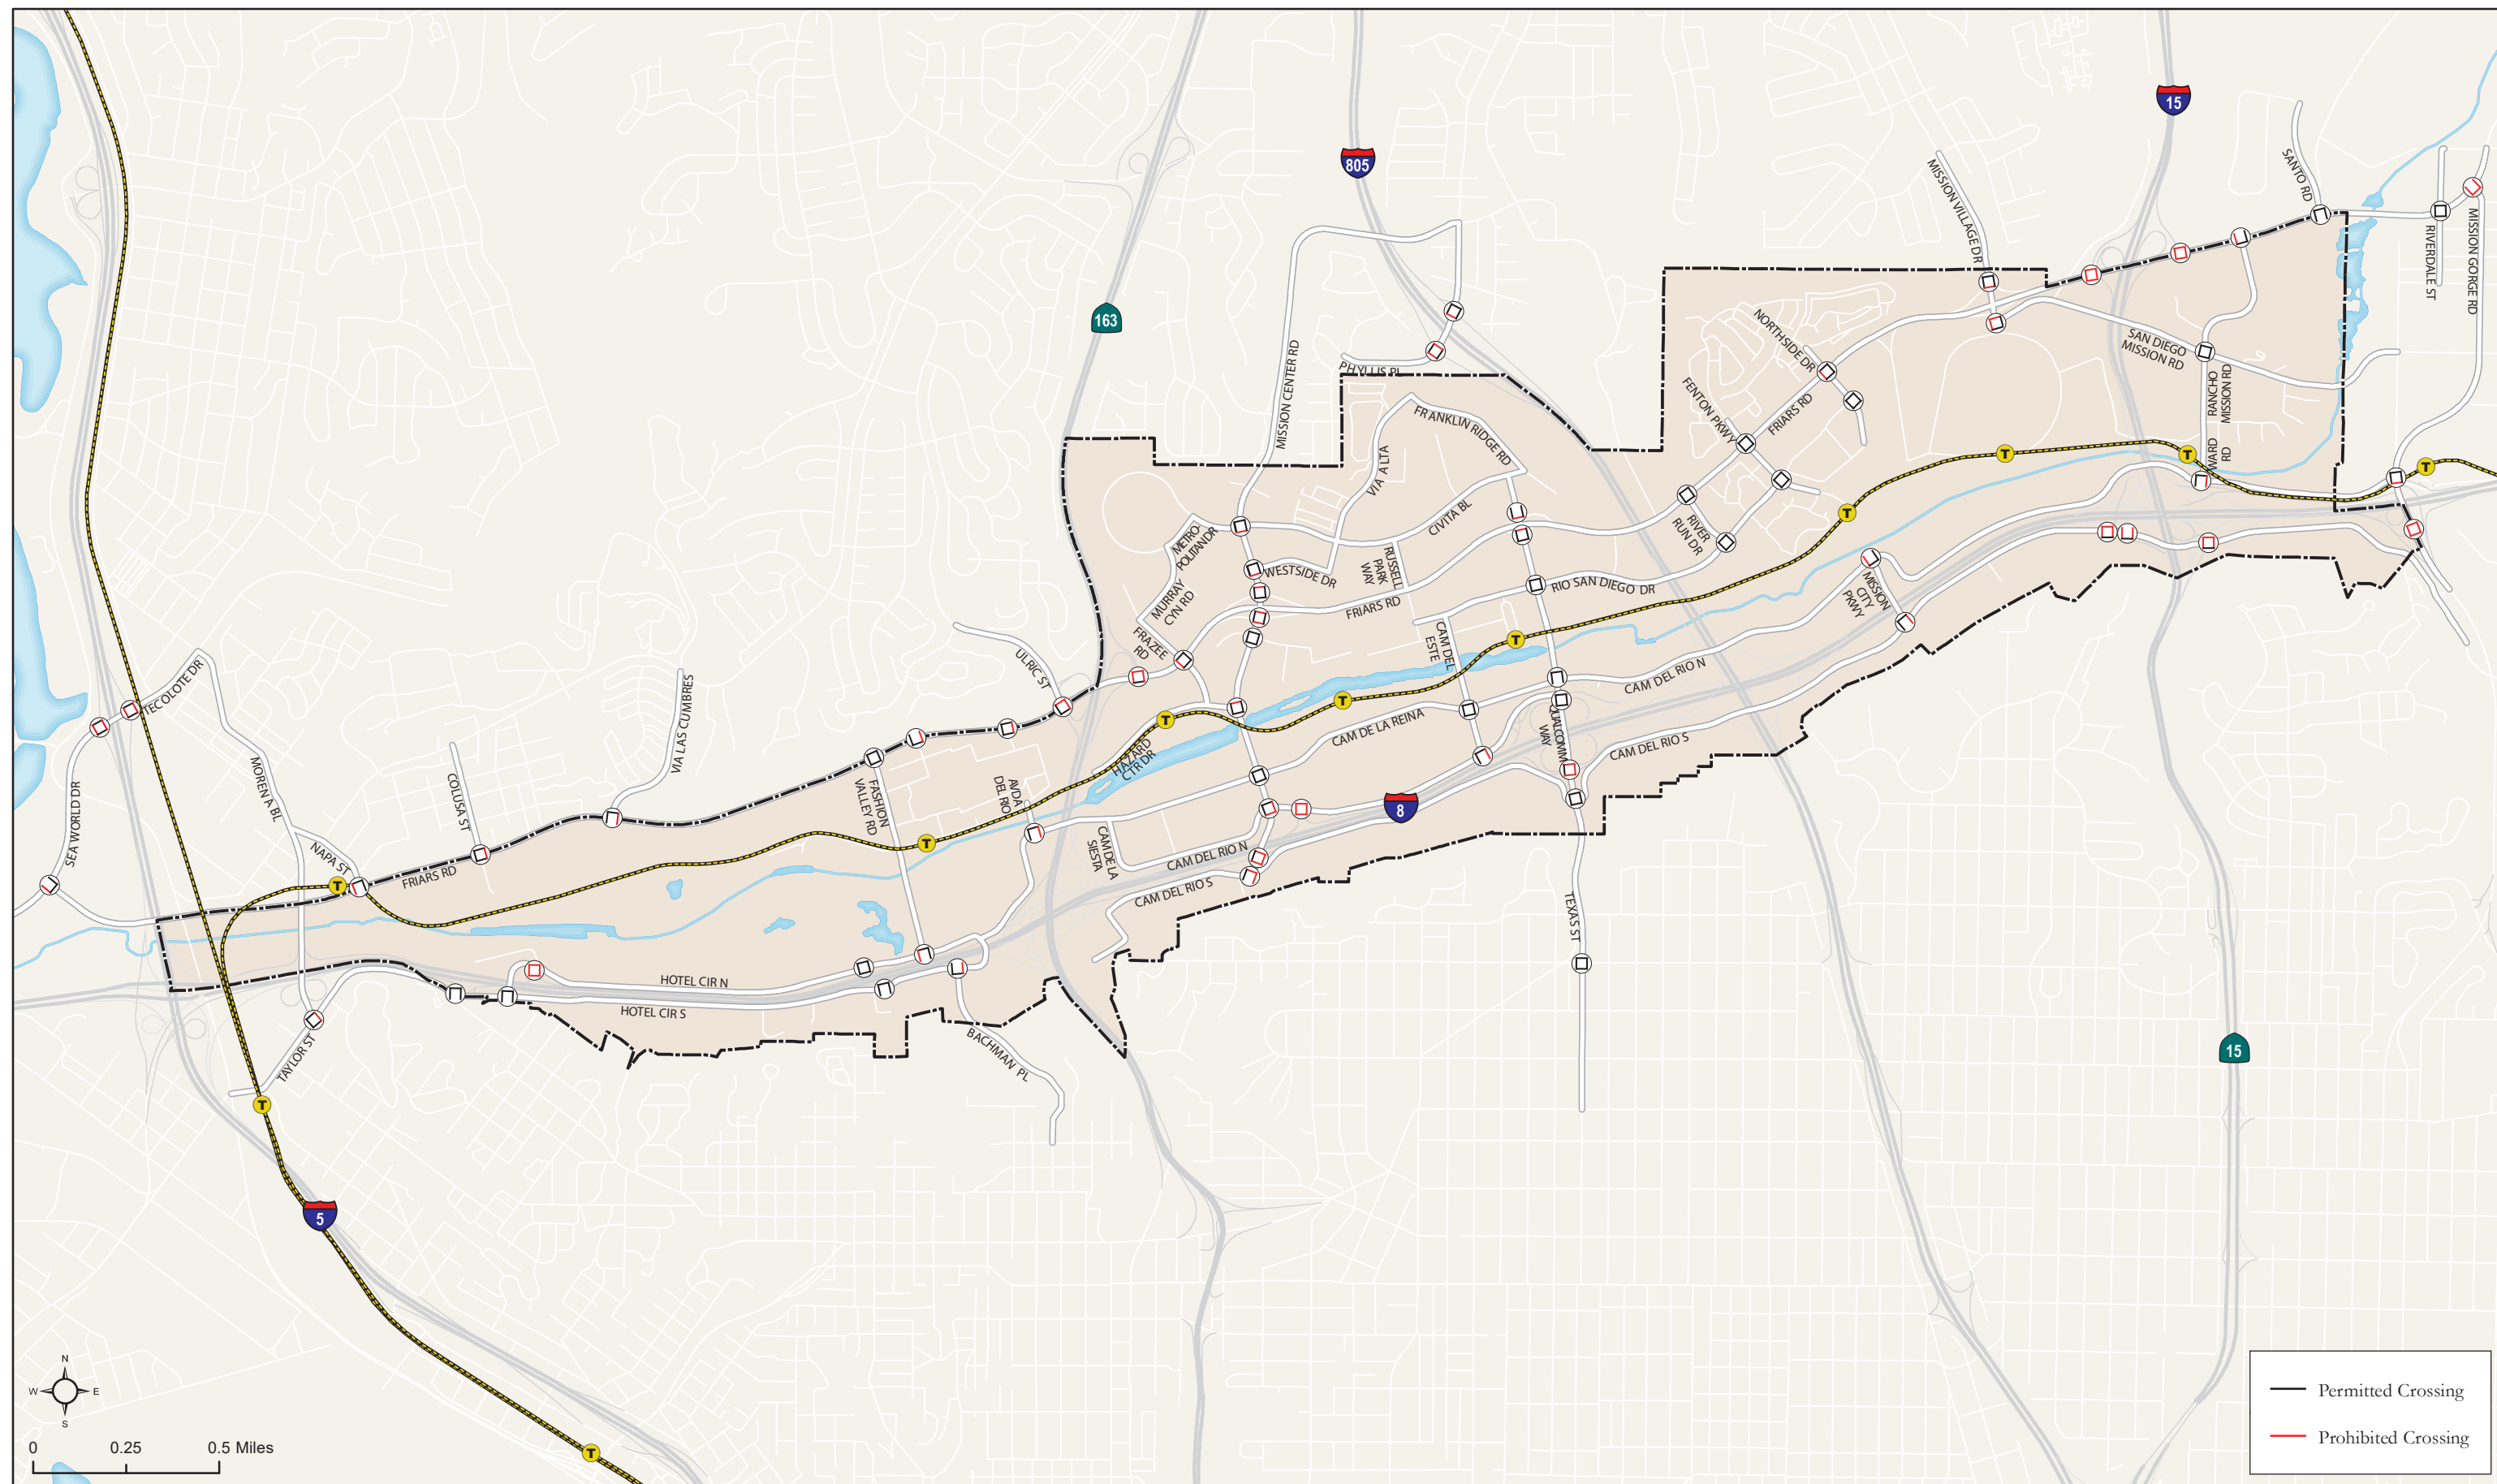 15
805
SANTO RD
MISSION VILLAGE DR
RIVERDALE ST
MISSION GORGE RD
163
NORTHSIDE DR
SAN DIEGO
MISSION RD
MISSION CENTER RD
PHYLLIS PL
RANCHO
MISSION RD
FENTON PKWY
FRIARS RD
FRANKLIN RIDGE RD
VIA ALTA
WARD
RD
T
T
T
T
CIVITA BL
METRO-
POLITAN DR
RIVER
RUN DR
WESTSIDE DR
RUSSELL
PARK
WAY
MURRAY
CYN RD
RIO SAN DIEGO DR
MISSION
CITY
PKWY
FRIARS RD
FRAZEE
RD
CAM DEL
ESTE
T
ULRIC ST
TECOLOTE DR
VIA LAS CUMBRES
CAM DEL RIO N
T
T
CAM DE LA REINA
QUALCOMM
WAY
CAM DEL RIO S
HAZARD
CTR DR
MORENA BL
COLUSA ST
SEA WORLD DR
FASHION
VALLEY RD
AVDA
DEL RIO
8
T
NAPA ST
CAM DE LA
SIESTA
CAM DEL RIO N
T
FRIARS RD
CAM DEL RIO S
TEXAS ST
HOTEL CIR N
HOTEL CIR S
TAYLOR ST
BACHMAN PL
15
T
5
N
W E
S
Permitted Crossing
Prohibited Crossing
0 0.25 0.5 Miles
T